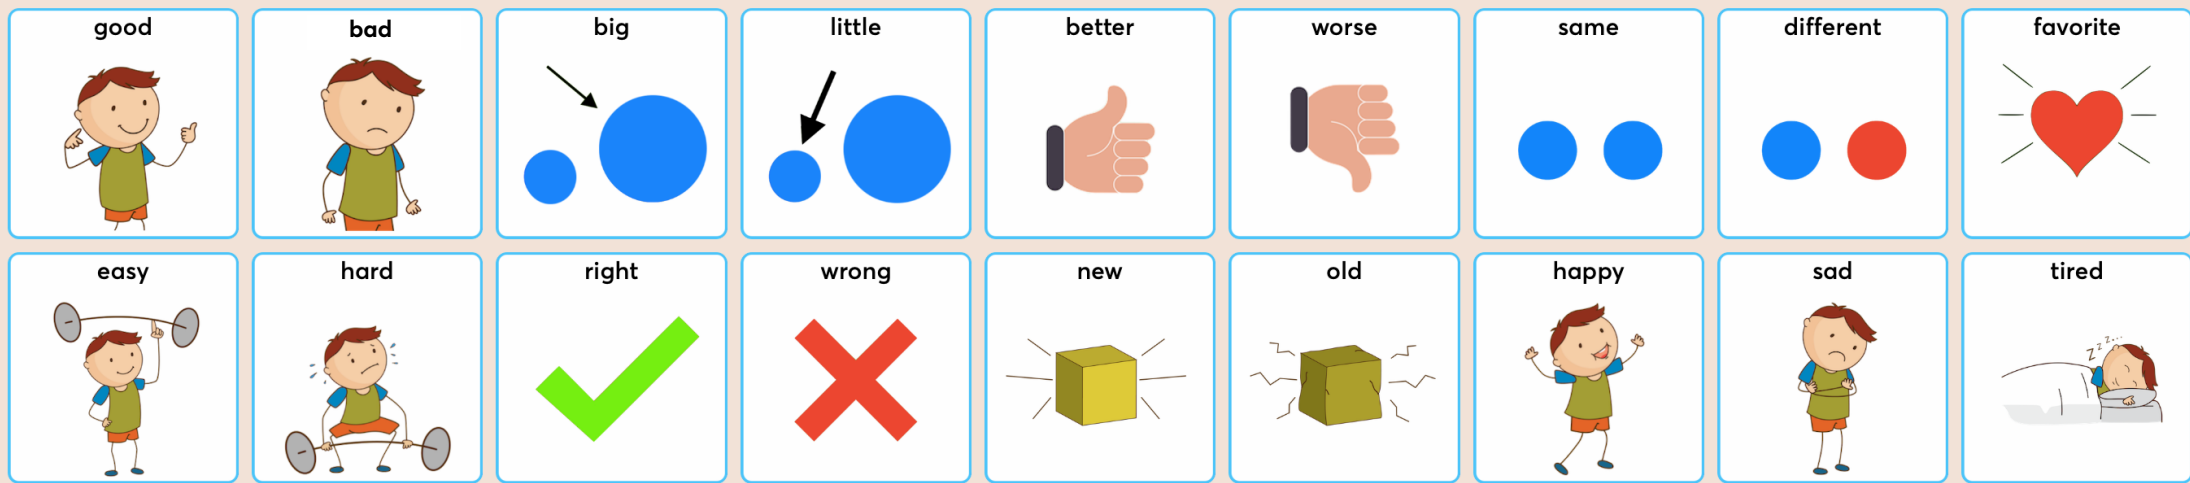 good
bad
big
little
better
worse
same
different
favorite
easy
hard
right
wrong
new
old
happy
sad
tired
z z z . . .